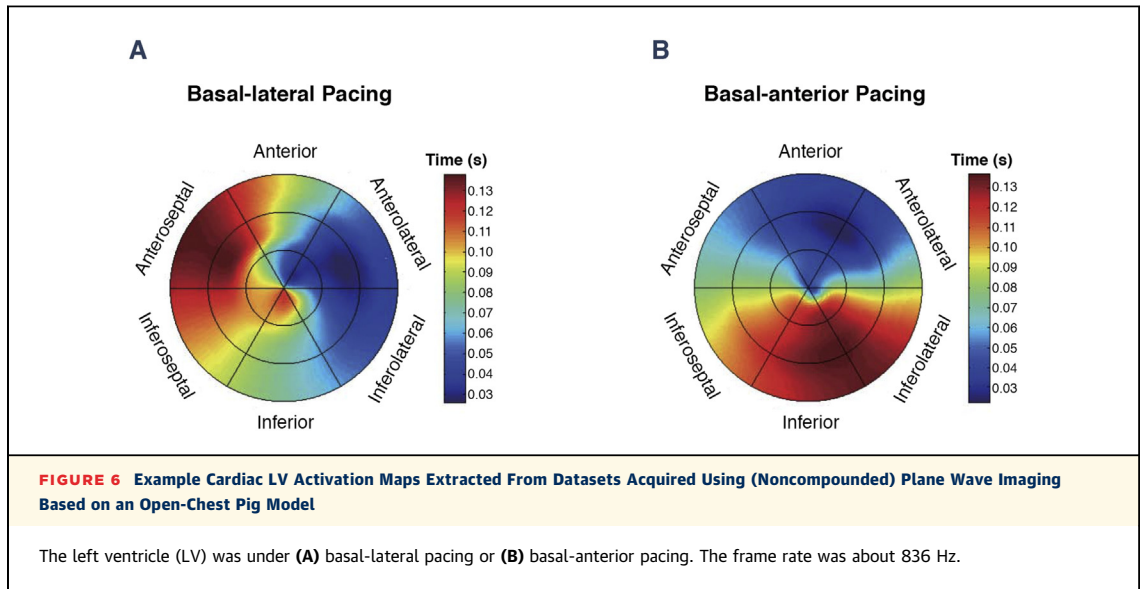 A
Basal-lateral Pacing
Anterior
Anteroseptal
Anterolateral
Inferoseptal
Inferolateral
Inferior
Time (s)
0.13
0.12
0.11
0.10
0.09
0.08
0.07
0.06
0.05
0.04
0.03
B
Basal-anterior Pacing
Anterior
Anteroseptal
Anterolateral
Inferoseptal
Inferolateral
Inferior
Time (s)
0.13
0.12
0.11
0.10
0.09
0.08
0.07
0.06
0.05
0.04
0.03
FIGURE 6 Example Cardiac LV Activation Maps Extracted From Datasets Acquired Using (Noncompounded) Plane Wave Imaging
Based on an Open-Chest Pig Model
The left ventricle (LV) was under (A) basal-lateral pacing or (B) basal-anterior pacing. The frame rate was about 836 Hz.